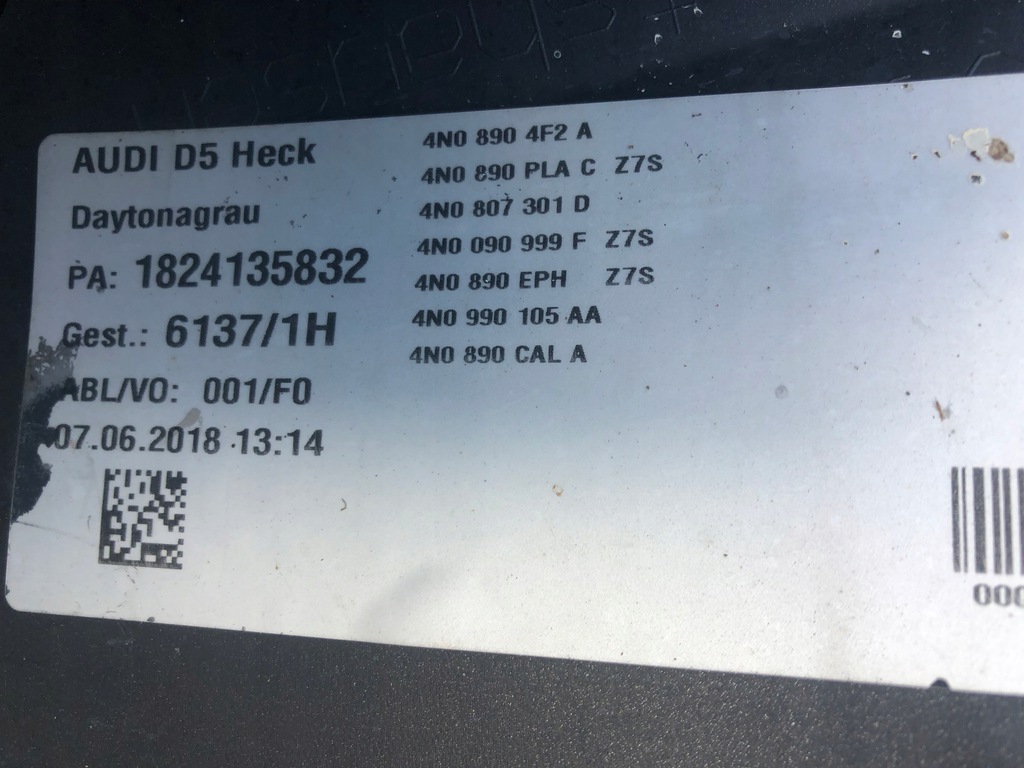 AUDI D5 Heck
Daytonagrau
PA: 1824135832
Gest.: 6137/1H
ABL/VO: 001/F0
07.06.2018 13:14
4N0 890 4F2 A
4N0 890 PLA C Z7S
4N0 807 301 D
4N0 090 999 F Z7S
4N0 890 EPH Z7S
4N0 990 105 AA
4N0 890 CAL A
000